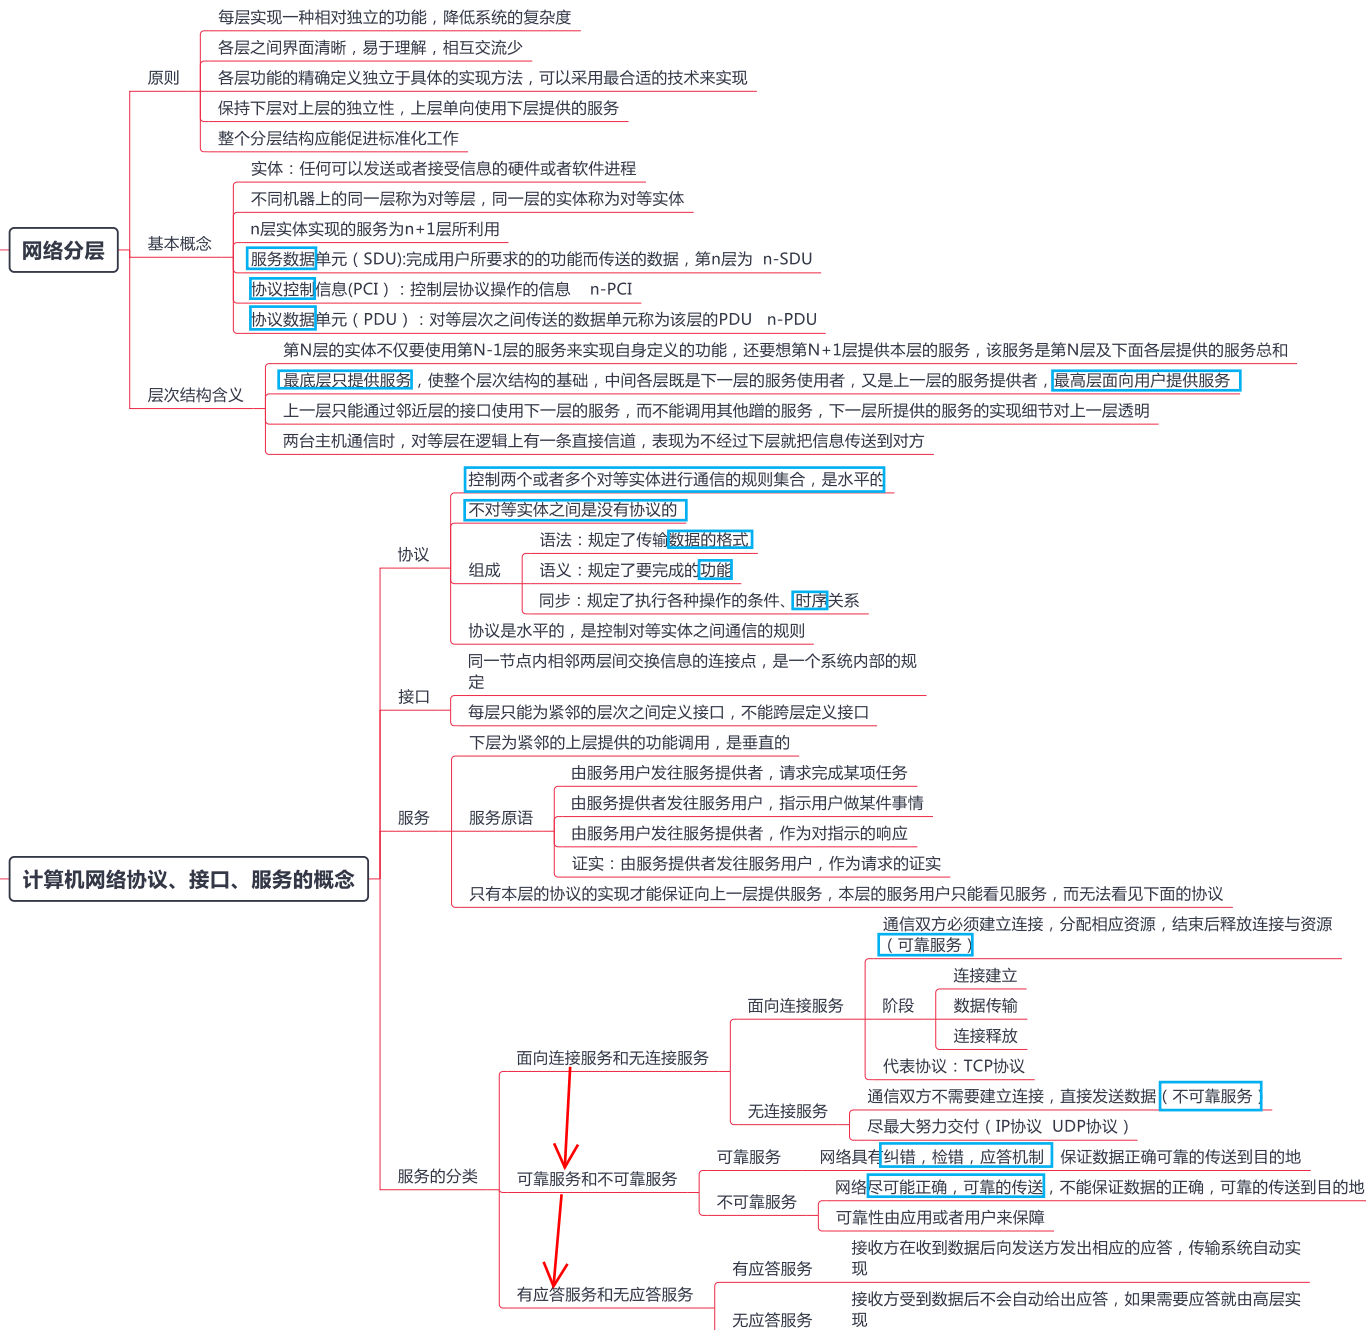 每层实现一种相对独立的功能，降低系统的复杂度
各层之间界面清晰，易于理解，相互交流少
原则
各层功能的精确定义独立于具体的实现方法，可以采用最合适的技术来实现
保持下层对上层的独立性，上层单向使用下层提供的服务
整个分层结构应能促进标准化工作
网络分层
实体：任何可以发送或者接受信息的硬件或者软件进程
不同机器上的同一层称为对等层，同一层的实体称为对等实体
n层实体实现的服务为n+1层所利用
基本概念
服务数据单元（SDU):完成用户所要求的的功能而传送的数据，第n层为 n-SDU
协议控制信息(PCI）：控制层协议操作的信息 n-PCI
协议数据单元（PDU）：对等层次之间传送的数据单元称为该层的PDU n-PDU
第N层的实体不仅要使用第N-1层的服务来实现自身定义的功能，还要想第N+1层提供本层的服务，该服务是第N层及下面各层提供的服务总和
最底层只提供服务，使整个层次结构的基础，中间各层既是下一层的服务使用者，又是上一层的服务提供者，最高层面向用户提供服务
层次结构含义
上一层只能通过邻近层的接口使用下一层的服务，而不能调用其他蹭的服务，下一层所提供的服务的实现细节对上一层透明
两台主机通信时，对等层在逻辑上有一条直接信道，表现为不经过下层就把信息传送到对方
控制两个或者多个对等实体进行通信的规则集合，是水平的
不对等实体之间是没有协议的
协议
组成
语法：规定了传输数据的格式
语义：规定了要完成的功能
同步：规定了执行各种操作的条件、时序关系
协议是水平的，是控制对等实体之间通信的规则
接口
同一节点内相邻两层间交换信息的连接点，是一个系统内部的规
定
每层只能为紧邻的层次之间定义接口，不能跨层定义接口
下层为紧邻的上层提供的功能调用，是垂直的
服务
服务原语
由服务用户发往服务提供者，请求完成某项任务
由服务提供者发往服务用户，指示用户做某件事情
由服务用户发往服务提供者，作为对指示的响应
证实：由服务提供者发往服务用户，作为请求的证实
只有本层的协议的实现才能保证向上一层提供服务，本层的服务用户只能看见服务，而无法看见下面的协议
计算机网络协议、接口、服务的概念
通信双方必须建立连接，分配相应资源，结束后释放连接与资源
（可靠服务）
面向连接服务
阶段
连接建立
数据传输
连接释放
代表协议：TCP协议
面向连接服务和无连接服务
无连接服务
通信双方不需要建立连接，直接发送数据（不可靠服务）
尽最大努力交付（IP协议 UDP协议）
服务的分类
可靠服务和不可靠服务
可靠服务
网络具有纠错，检错，应答机制 保证数据正确可靠的传送到目的地
不可靠服务
网络尽可能正确，可靠的传送，不能保证数据的正确，可靠的传送到目的地
可靠性由应用或者用户来保障
有应答服务和无应答服务
有应答服务
接收方在收到数据后向发送方发出相应的应答，传输系统自动实
现
无应答服务
接收方受到数据后不会自动给出应答，如果需要应答就由高层实
现